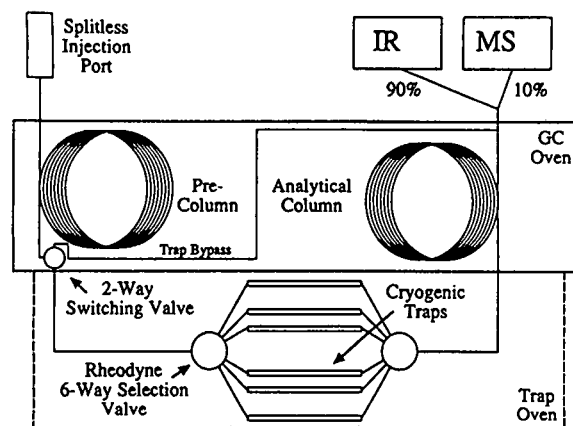 Splitless
Injection
Port
IR
MS
90%
10%
GC
Oven
Pre-
Column
Analytical
Column
Trap Bypass
2-Way
Switching Valve
Cryogenic
Traps
Rheodyne
6-Way Selection
Valve
Trap
Oven